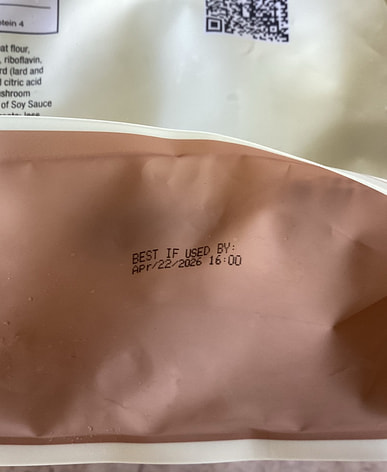 otein 4
at flour,
, riboflavin,
rd (lard and
citric acid
shroom
of Soy Sauce
BEST IF USED BY:
Apr/22/2026 16:00